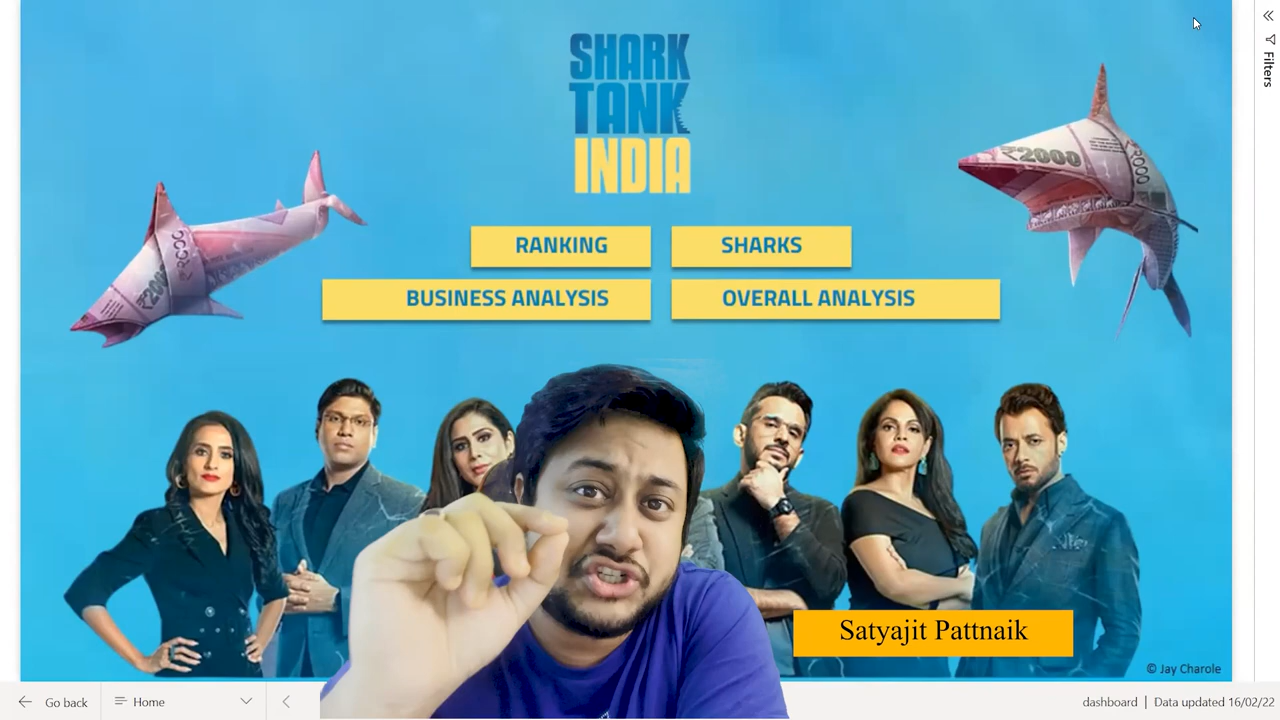 SHARK
TANK
INDIA
Filters
₹2000
RANKING
SHARKS
BUSINESS ANALYSIS
OVERALL ANALYSIS
Satyajit Pattnaik
© Jay Charole
Go back
Home
dashboard | Data updated 16/02/22